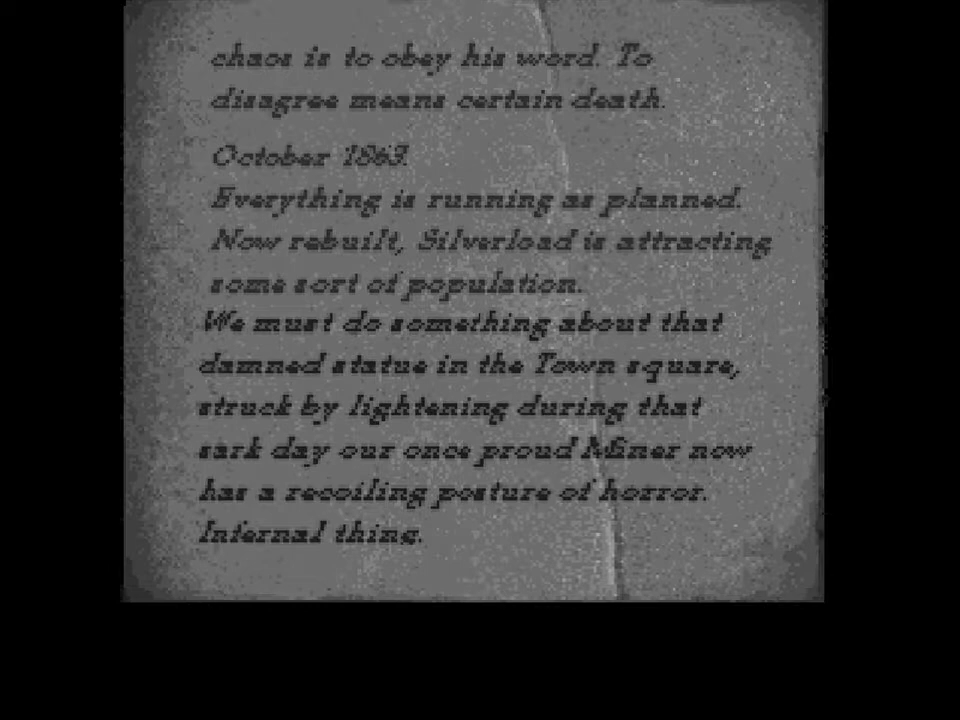 chaos is to obey his word. To
disagree means certain death.
October 1863.
Everything is running as planned.
Now rebuilt, Silverload is attracting
some sort of population.
We must do something about that
damned statue in the Town square,
struck by lightening during that
sark day our once proud Miner now
has a recoiling posture of horror.
Infernal thing.